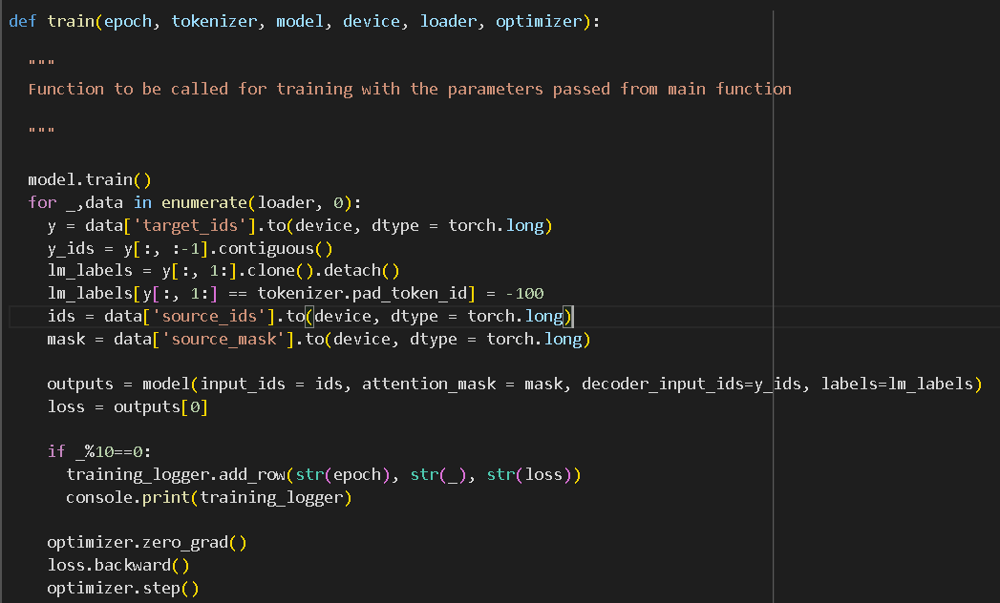 def train(epoch, tokenizer, model, device, loader, optimizer):
"""
Function to be called for training with the parameters passed from main function
"""
model.train()
for _,data in enumerate(loader, 0):
y = data['target_ids'].to(device, dtype = torch.long)
y_ids = y[:, :-1].contiguous()
lm_labels = y[:, 1:].clone().detach()
lm_labels[y[:, 1:] == tokenizer.pad_token_id] = -100
ids = data['source_ids'].to(device, dtype = torch.long)
mask = data['source_mask'].to(device, dtype = torch.long)
outputs = model(input_ids = ids, attention_mask = mask, decoder_input_ids=y_ids, labels=lm_labels)
loss = outputs[0]
if _%10==0:
training_logger.add_row(str(epoch), str(_), str(loss))
console.print(training_logger)
optimizer.zero_grad()
loss.backward()
optimizer.step()